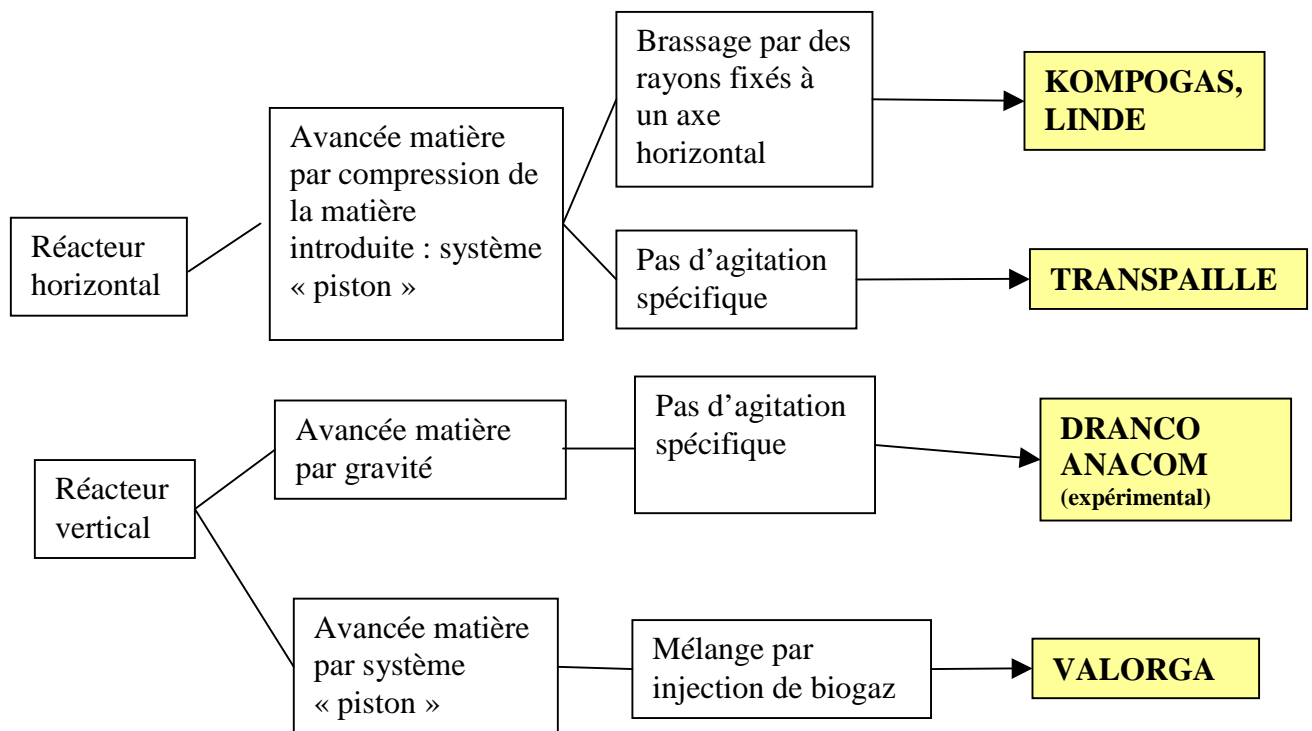 Réacteur
horizontal
Avancée matière
par compression de
la matière
introduite : système
« piston »
Brassage par des
rayons fixés à
un axe
horizontal
KOMPOGAS,
LINDE
Pas d’agitation
spécifique
TRANSPAILLE
Réacteur
vertical
Avancée matière
par gravité
Pas d’agitation
spécifique
DRANCO
ANACOM
(expérimental)
Avancée matière
par système
« piston »
Mélange par
injection de biogaz
VALORGA